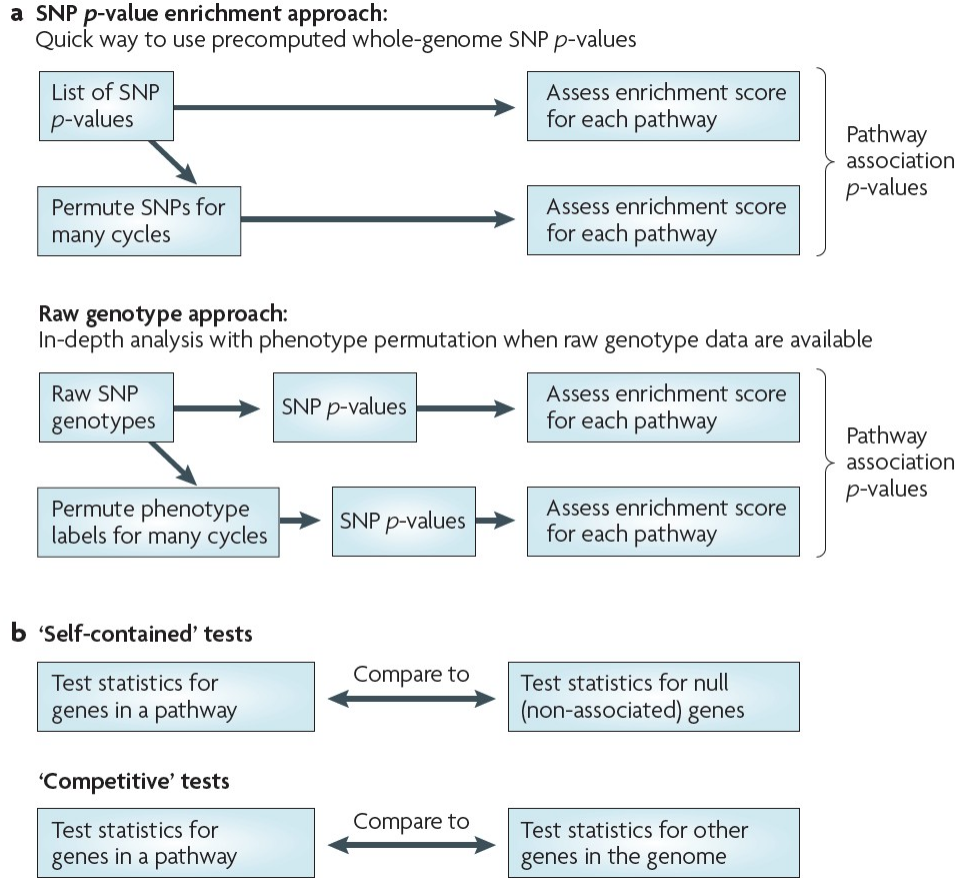 a SNP p-value enrichment approach:
Quick way to use precomputed whole-genome SNP p-values
List of SNP
p-values
Assess enrichment score
for each pathway
Permute SNPs for
many cycles
Assess enrichment score
for each pathway
Pathway
association
p-values
Raw genotype approach:
In-depth analysis with phenotype permutation when raw genotype data are available
Raw SNP
genotypes
SNP p-values
Assess enrichment score
for each pathway
Permute phenotype
labels for many cycles
SNP p-values
Assess enrichment score
for each pathway
Pathway
association
p-values
b ‘Self-contained’ tests
Test statistics for
genes in a pathway
Compare to
Test statistics for null
(non-associated) genes
‘Competitive’ tests
Test statistics for
genes in a pathway
Compare to
Test statistics for other
genes in the genome